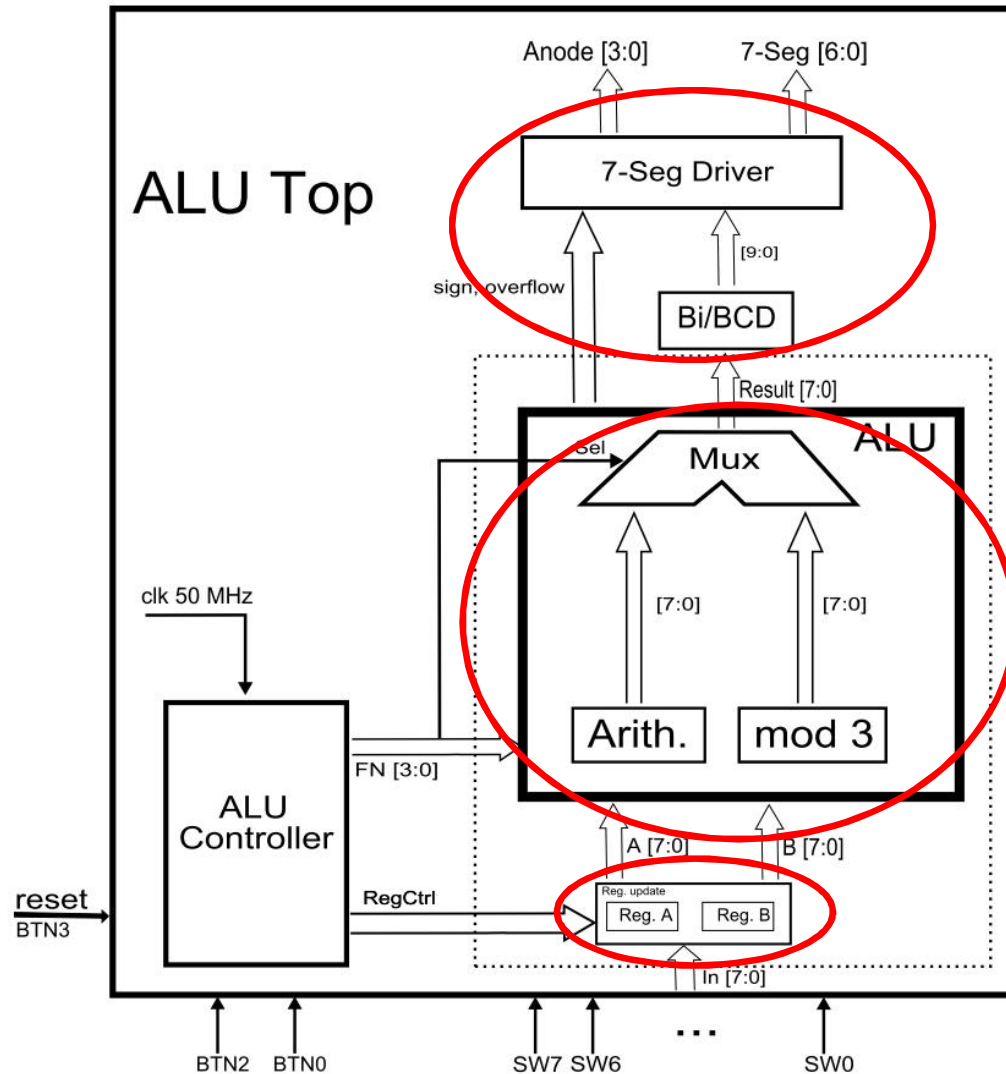 Anode [3:0]
7-Seg [6:0]
7-Seg Driver
ALU Top
[9:0]
sign, overflow
Bi/BCD
Result [7:0]
ALU
Sel
Mux
clk 50 MHz
[7:0]
[7:0]
Arith.
mod 3
FN [3:0]
ALU
Controller
A [7:0]
B [7:0]
Reg. update
reset
BTN3
RegCtrl
Reg. A
Reg. B
In [7:0]
...
BTN2
BTN0
SW7
SW6
SW0